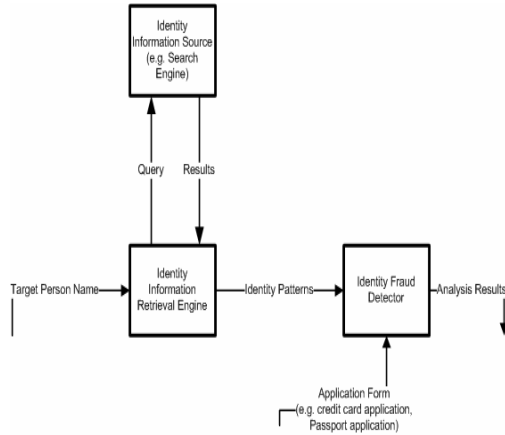 Identity
Information Source
(e.g. Search
Engine)
Query
Results
Target Person Name
Identity
Information
Retrieval Engine
Identity Patterns
Identity Fraud
Detector
Analysis Results
Application Form
(e.g. credit card application,
Passport application)